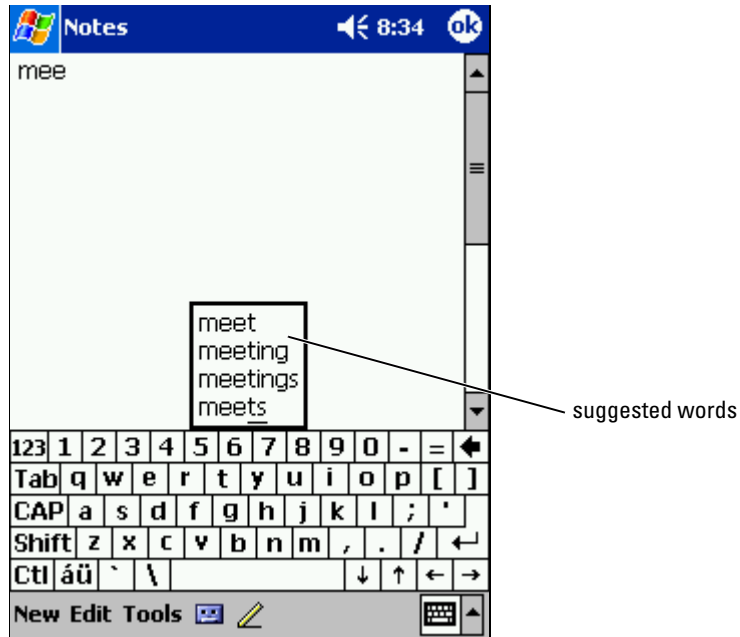 Notes 8:34 ok
mee
meet
meeting
meetings
meets
suggested words
123 1 2 3 4 5 6 7 8 9 0 - =
Tab q w e r t y u i o p [ ]
CAP a s d f g h j k l ; '
Shift z x c v b n m , . /
Ctl áü ` \ ↓ ↑ ← →
New Edit Tools